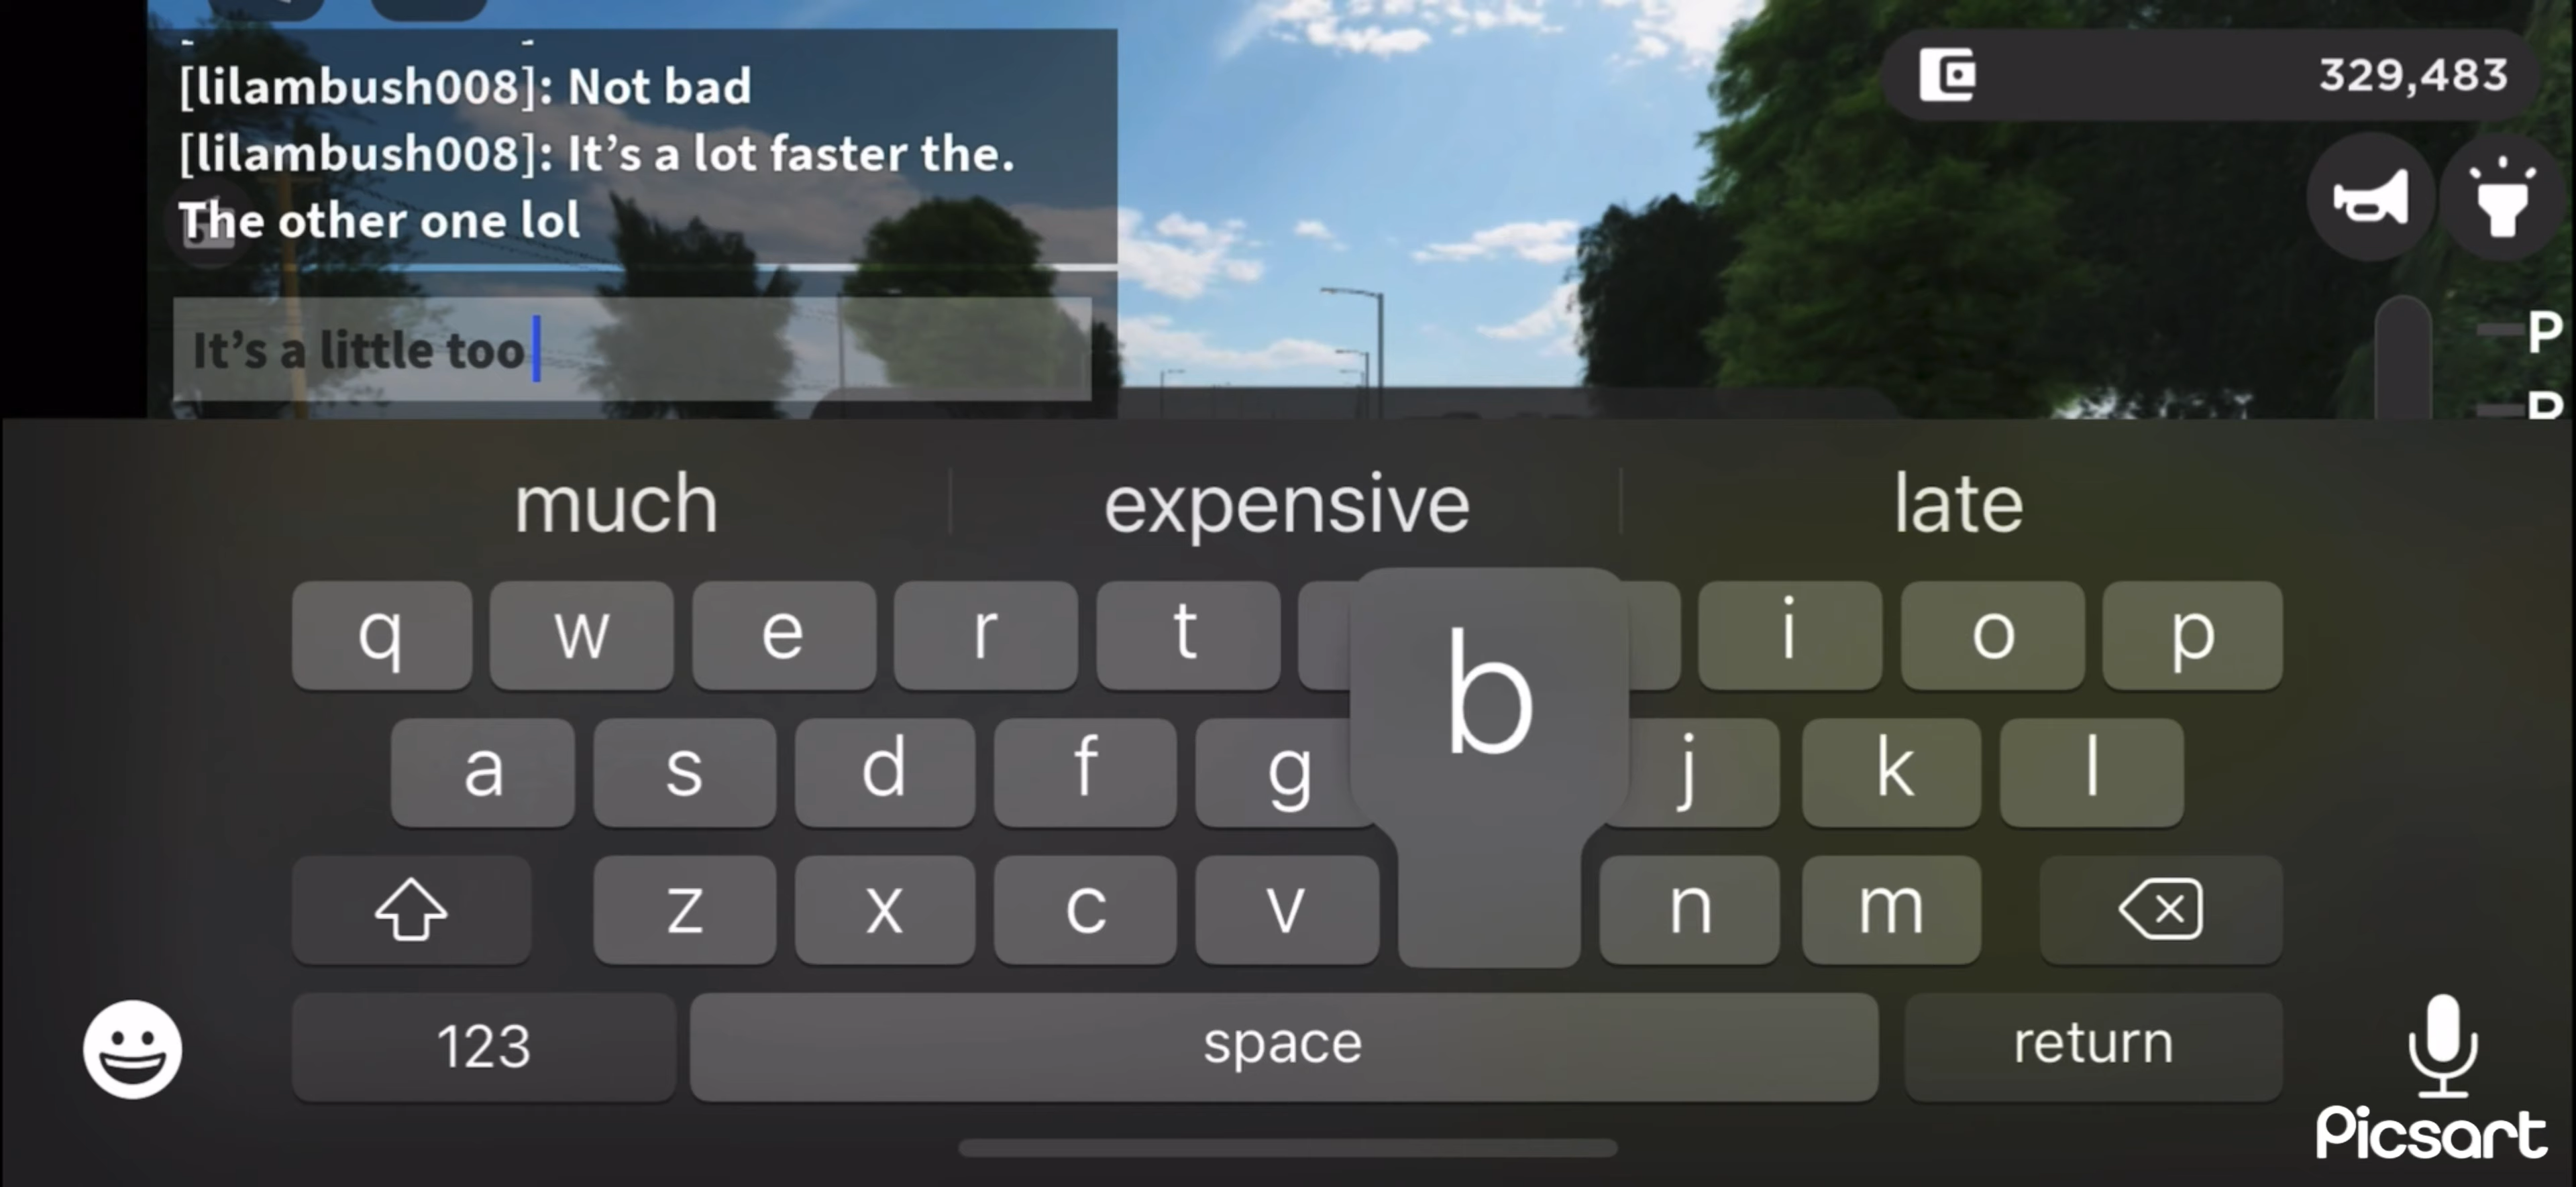 [lilambush008]: Not bad
329,483
[lilambush008]: It’s a lot faster the.
The other one lol
It’s a little too
P
much expensive late
q w e r t i o p
b
a s d f g j k l
z x c v n m
123 space return
Picsart